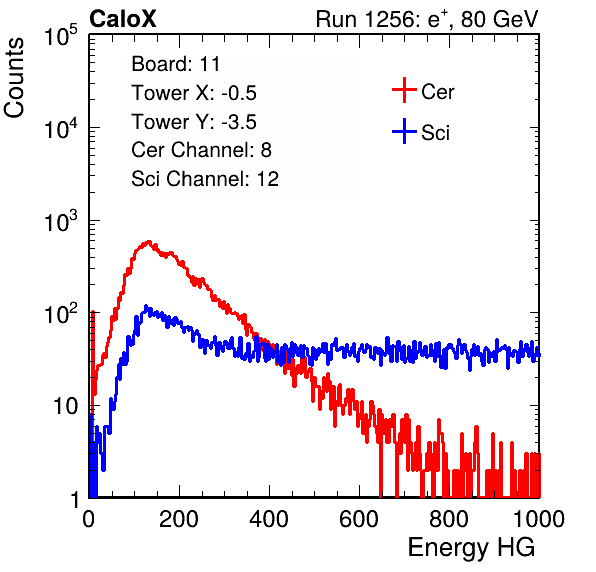 CaloX Run 1256: e⁺, 80 GeV
Counts
10⁵
10⁴
10³
10²
10
1
Board: 11
Tower X: -0.5
Tower Y: -3.5
Cer Channel: 8
Sci Channel: 12
Cer
Sci
0 200 400 600 800 1000
Energy HG